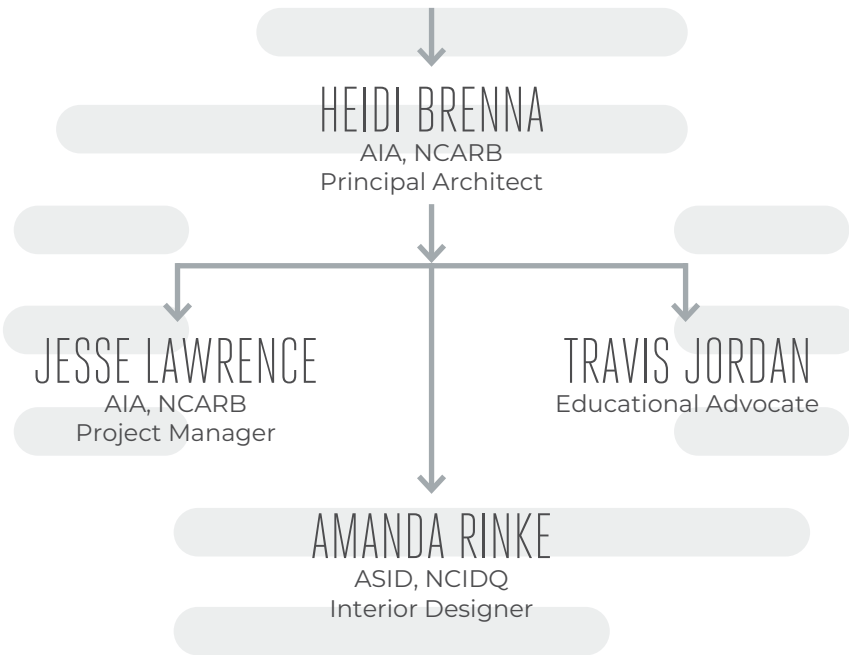 HEIDI BRENNA
AIA, NCARB
Principal Architect
JESSE LAWRENCE
AIA, NCARB
Project Manager
TRAVIS JORDAN
Educational Advocate
AMANDA RINKE
ASID, NCIDQ
Interior Designer